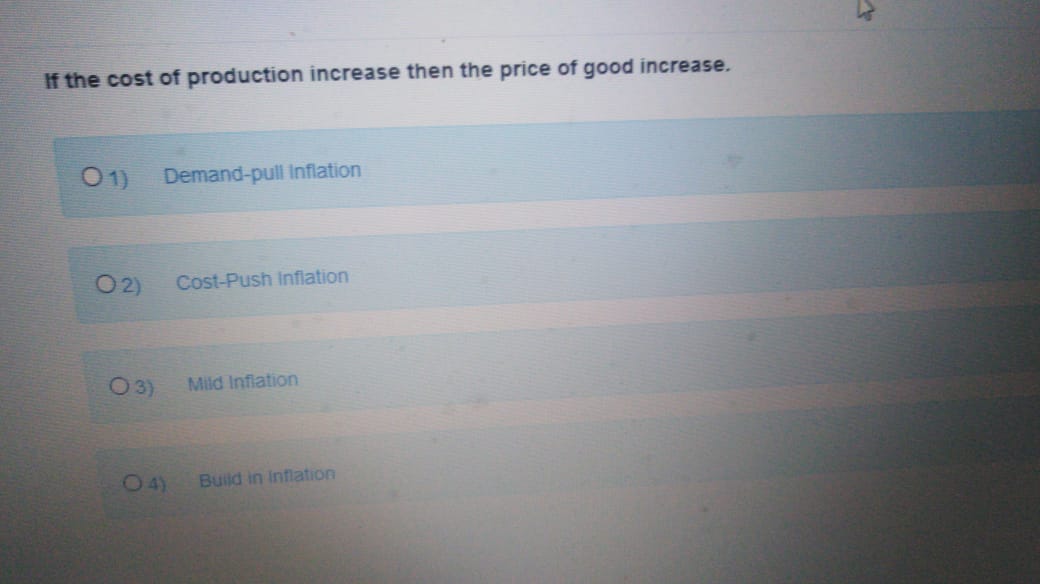 If the cost of production increase then the price of good increase.
1) Demand-pull Inflation
2) Cost-Push Inflation
3) Mild Inflation
4) Build in Inflation